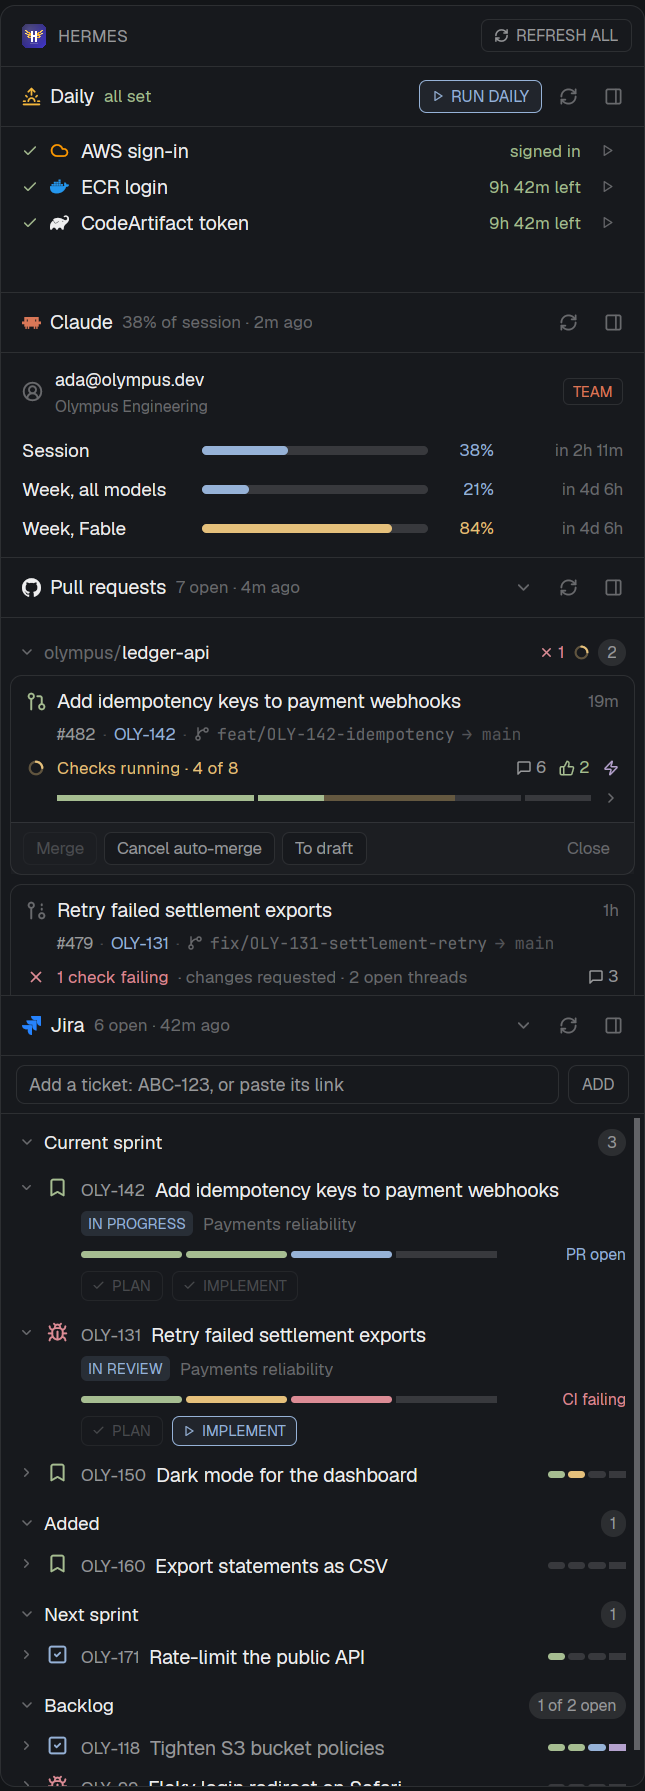 HERMES
REFRESH ALL
Daily all set
RUN DAILY
AWS sign-in signed in
ECR login 9h 42m left
CodeArtifact token 9h 42m left
Claude 38% of session · 2m ago
ada@olympus.dev
Olympus Engineering
TEAM
Session 38% in 2h 11m
Week, all models 21% in 4d 6h
Week, Fable 84% in 4d 6h
Pull requests 7 open · 4m ago
olympus/ledger-api 1 2
Add idempotency keys to payment webhooks 19m
#482 · OLY-142 · feat/OLY-142-idempotency → main
Checks running · 4 of 8 6 2
Merge Cancel auto-merge To draft Close
Retry failed settlement exports 1h
#479 · OLY-131 · fix/OLY-131-settlement-retry → main
1 check failing · changes requested · 2 open threads 3
Jira 6 open · 42m ago
Add a ticket: ABC-123, or paste its link ADD
Current sprint 3
OLY-142 Add idempotency keys to payment webhooks
IN PROGRESS Payments reliability
PR open
PLAN IMPLEMENT
OLY-131 Retry failed settlement exports
IN REVIEW Payments reliability
CI failing
PLAN IMPLEMENT
OLY-150 Dark mode for the dashboard
Added 1
OLY-160 Export statements as CSV
Next sprint 1
OLY-171 Rate-limit the public API
Backlog 1 of 2 open
OLY-118 Tighten S3 bucket policies